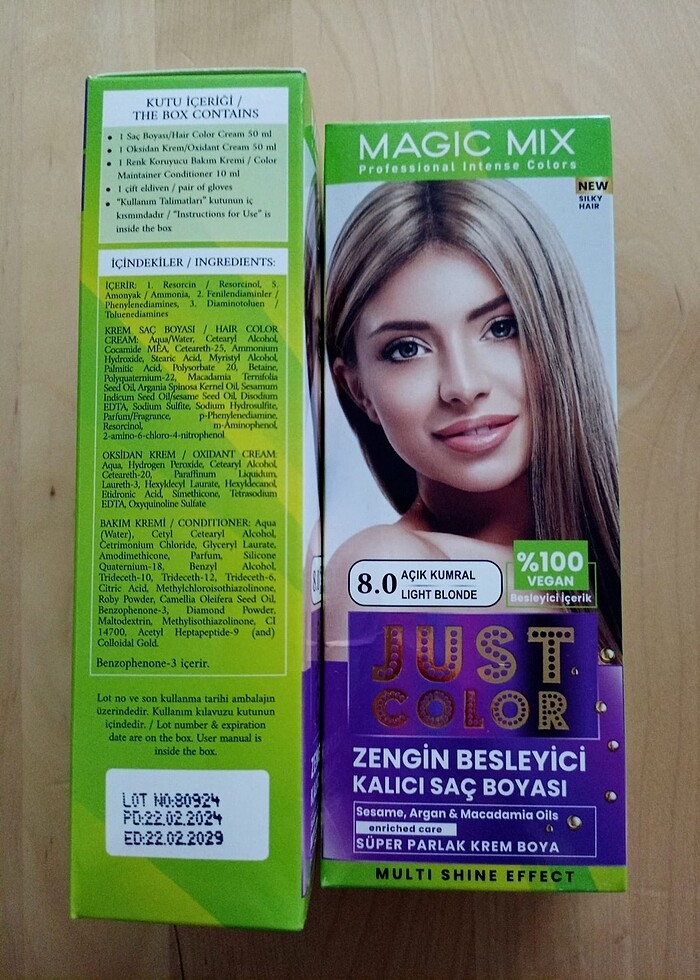 KUTU İÇERİĞİ /
THE BOX CONTAINS
• 1 Saç Boyası/Hair Color Cream 50 ml
• 1 Oksidan Krem/Oxidant Cream 50 ml
• 1 Renk Koruyucu Bakım Kremi / Color
Maintainer Conditioner 10 ml
• 1 çift eldiven / pair of gloves
• "Kullanım Talimatları" kutunun iç
kısmındadır / "Instructions for Use" is
inside the box
İÇİNDEKİLER / INGREDIENTS:
İÇERİR: 1. Resorcin / Resorcinol, 5.
Amonyak / Ammonia, 2. Fenilendiaminler /
Phenylenediamines, 3. Diaminotoluen /
Toluenediamines
KREM SAÇ BOYASI / HAIR COLOR
CREAM: Aqua/Water, Cetearyl Alcohol,
Cocamide MEA, Ceteareth-25, Ammonium
Hydroxide, Stearic Acid, Myristyl Alcohol,
Palmitic Acid, Polysorbate 20, Betaine,
Polyquaternium-22, Macadamia Ternifolia
Seed Oil, Argania Spinosa Kernel Oil, Sesamum
Indicum Seed Oil/sesame Seed Oil, Disodium
EDTA, Sodium Sulfite, Sodium Hydrosulfite,
Parfum/Fragrance, p-Phenylenediamine,
Resorcinol, m-Aminophenol,
2-amino-6-chloro-4-nitrophenol
OKSİDAN KREM / OXIDANT CREAM:
Aqua, Hydrogen Peroxide, Cetearyl Alcohol,
Ceteareth-20, Paraffinum Liquidum,
Laureth-3, Hexyldecyl Laurate, Hexyldecanol,
Etidronic Acid, Simethicone, Tetrasodium
EDTA, Oxyquinoline Sulfate
BAKIM KREMİ / CONDITIONER: Aqua
(Water), Cetyl Cetearyl Alcohol,
Cetrimonium Chloride, Glyceryl Laurate,
Amodimethicone, Parfum, Silicone
Quaternium-18, Benzyl Alcohol,
Trideceth-10, Trideceth-12, Trideceth-6,
Citric Acid, Methylchloroisothiazolinone,
Roby Powder, Camellia Oleifera Seed Oil,
Benzophenone-3, Diamond Powder,
Maltodextrin, Methylisothiazolinone, CI
14700, Acetyl Heptapeptide-9 (and)
Colloidal Gold.
Benzophenone-3 içerir.
Lot no ve son kullanma tarihi ambalajın
üzerindedir. Kullanım kılavuzu kutunun
içindedir. / Lot number & expiration
date are on the box. User manual is
inside the box.
LOT NO:80924
PD:22.02.2024
ED:22.02.2029
MAGIC MIX
Professional Intense Colors
NEW
SILKY
HAIR
8.0 AÇIK KUMRAL
LIGHT BLONDE
%100
VEGAN
Besleyici İçerik
JUST
COLOR
ZENGİN BESLEYİCİ
KALICI SAÇ BOYASI
Sesame, Argan & Macadamia Oils
enriched care
SÜPER PARLAK KREM BOYA
MULTI SHINE EFFECT